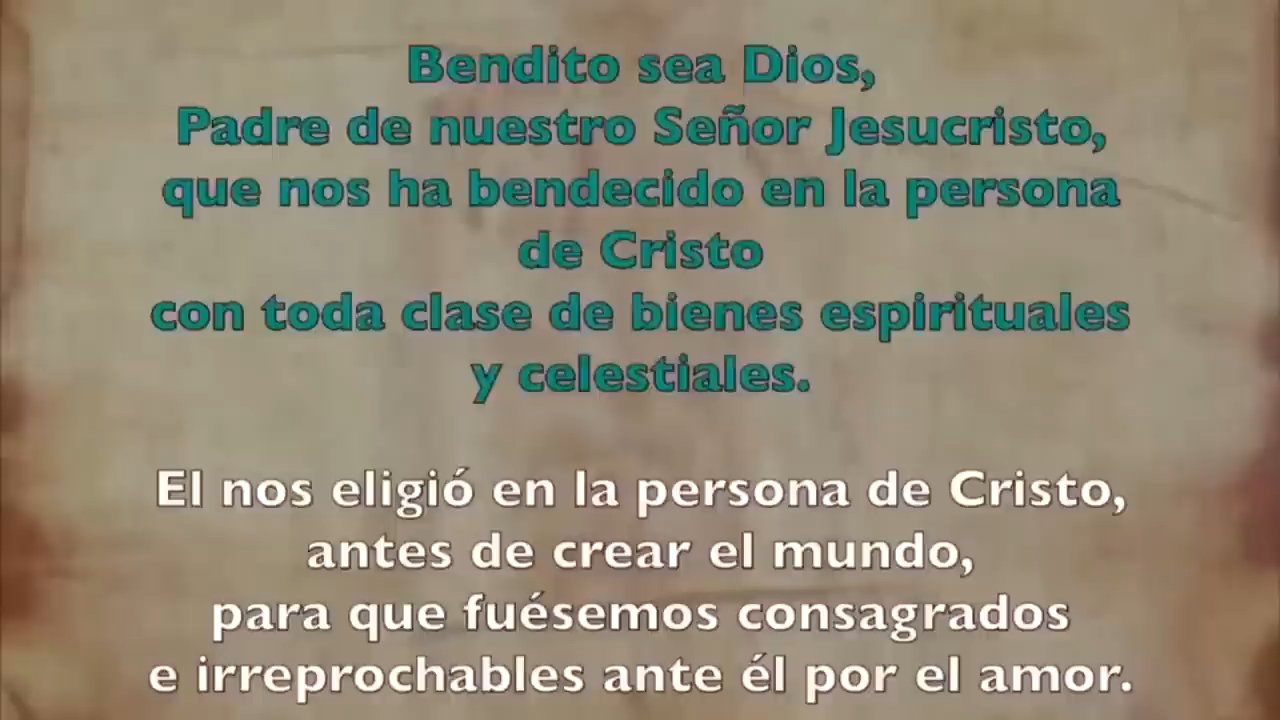 Bendito sea Dios,
Padre de nuestro Señor Jesucristo,
que nos ha bendecido en la persona
de Cristo
con toda clase de bienes espirituales
y celestiales.
El nos eligió en la persona de Cristo,
antes de crear el mundo,
para que fuésemos consagrados
e irreprochables ante él por el amor.